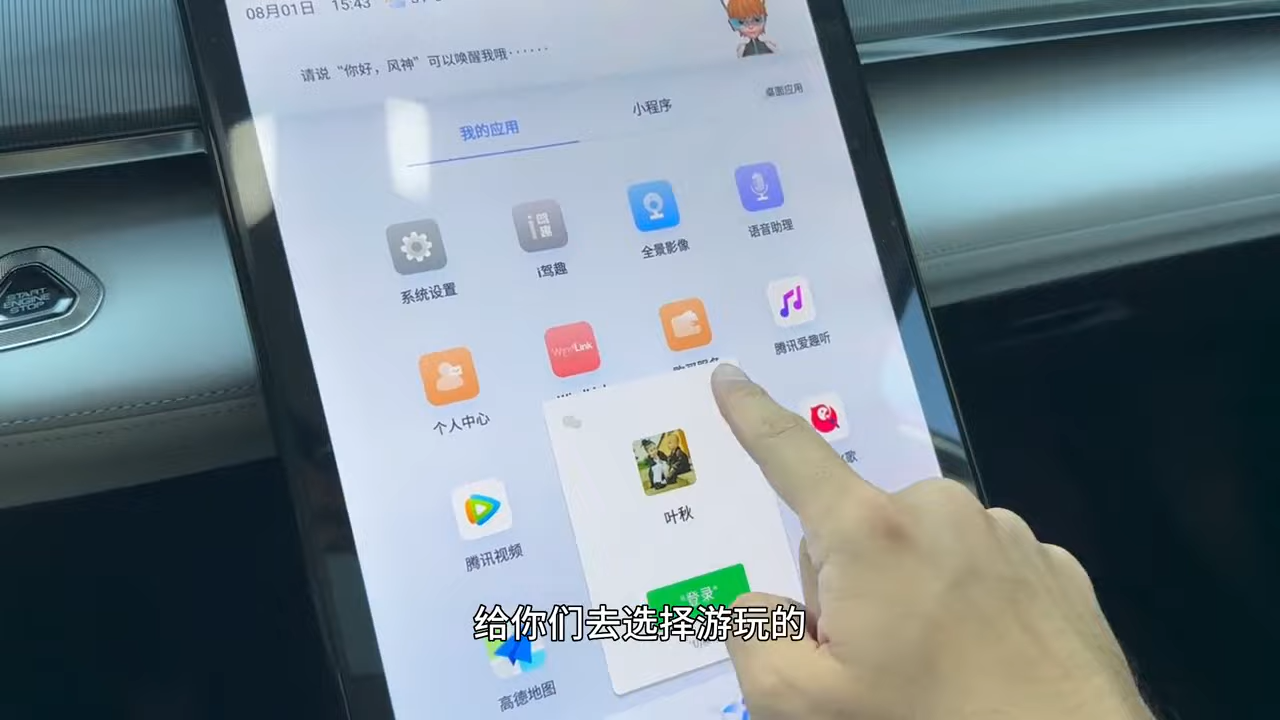 08月01日 15:43
请说“你好，风神”可以唤醒我哦······
我的应用
小程序
桌面应用
系统设置
i驾趣
i驾趣
全景影像
语音助理
个人中心
WindLink
腾讯爱趣听
START
ENGINE
STOP
叶秋
腾讯视频
登录
给你们去选择游玩的
高德地图